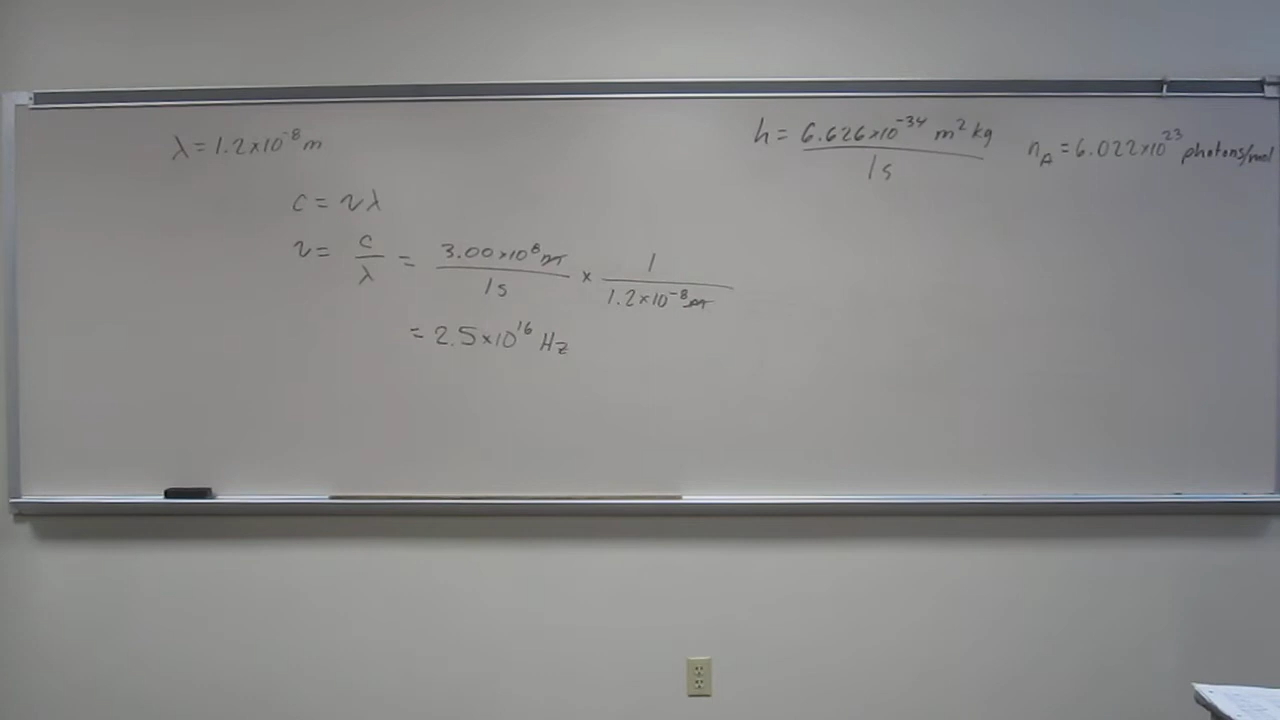 λ = 1.2×10⁻⁸ m
h = 6.626×10⁻³⁴ m² kg / 1 s
n_A = 6.022×10²³ photons/mol
c = νλ
ν = c/λ = 3.00×10⁸ m / 1 s × 1 / 1.2×10⁻⁸ m
= 2.5×10¹⁶ Hz